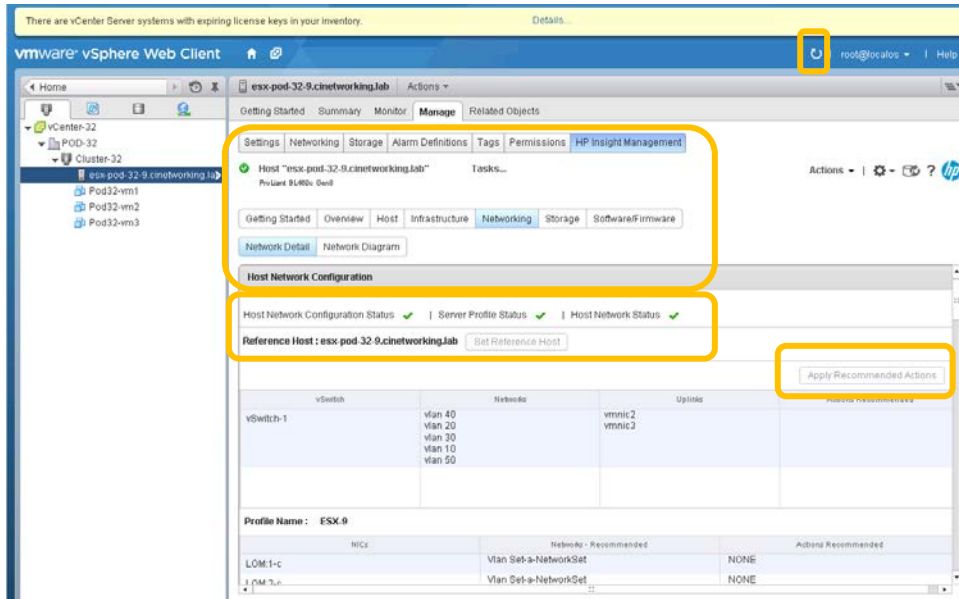 There are vCenter Server systems with expiring license keys in your inventory. Details...
vmware® vSphere Web Client root@localos | Help
Home esx-pod-32-9.cinetworking.lab Actions
Getting Started Summary Monitor Manage Related Objects
vCenter-32
POD-32
Cluster-32
esx-pod-32-9.cinetworking.la
Pod32-vm1
Pod32-vm2
Pod32-vm3
Settings Networking Storage Alarm Definitions Tags Permissions HP Insight Management
Host "esx-pod-32-9.cinetworking.lab" Tasks... Actions | ? hp
ProLiant BL460c Gen8
Getting Started Overview Host Infrastructure Networking Storage Software/Firmware
Network Detail Network Diagram
Host Network Configuration
Host Network Configuration Status | Server Profile Status | Host Network Status
Reference Host : esx-pod-32-9.cinetworking.lab Set Reference Host
Apply Recommended Actions
vSwitch Networks Uplinks Actions Recommended
vSwitch-1 vlan 40 vmnic2
vlan 20 vmnic3
vlan 30
vlan 10
vlan 50
Profile Name : ESX-9
NICs Networks - Recommended Actions Recommended
LOM:1-c Vlan Set-a-NetworkSet NONE
LOM:2-c Vlan Set-a-NetworkSet NONE